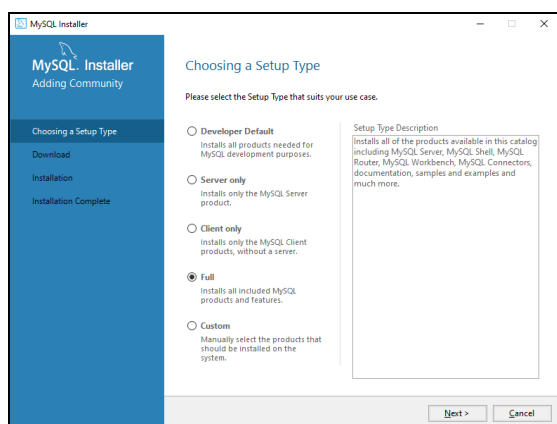 MySQL Installer
MySQL. Installer
Adding Community
Choosing a Setup Type
Download
Installation
Installation Complete
Choosing a Setup Type
Please select the Setup Type that suits your use case.
Developer Default
Installs all products needed for
MySQL development purposes.
Server only
Installs only the MySQL Server
product.
Client only
Installs only the MySQL Client
products, without a server.
Full
Installs all included MySQL
products and features.
Custom
Manually select the products that
should be installed on the
system.
Setup Type Description
Installs all of the products available in this catalog
including MySQL Server, MySQL Shell, MySQL
Router, MySQL Workbench, MySQL Connectors,
documentation, samples and examples and
much more.
Next >
Cancel